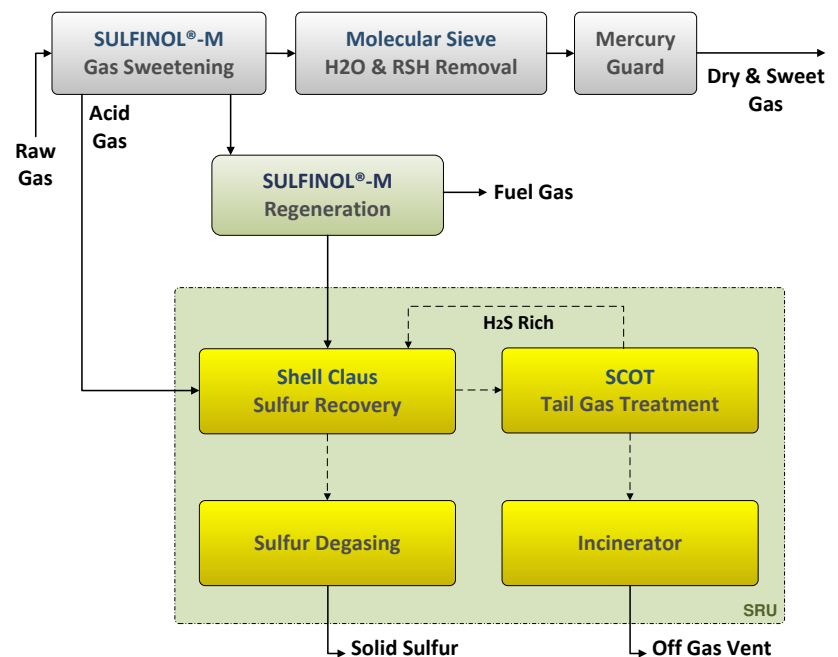 SULFINOL®-M
Gas Sweetening
Molecular Sieve
H2O & RSH Removal
Mercury
Guard
Dry & Sweet
Gas
Acid
Gas
Raw
Gas
SULFINOL®-M
Regeneration
Fuel Gas
H2S Rich
Shell Claus
Sulfur Recovery
SCOT
Tail Gas Treatment
Sulfur Degasing
Incinerator
SRU
Solid Sulfur
Off Gas Vent